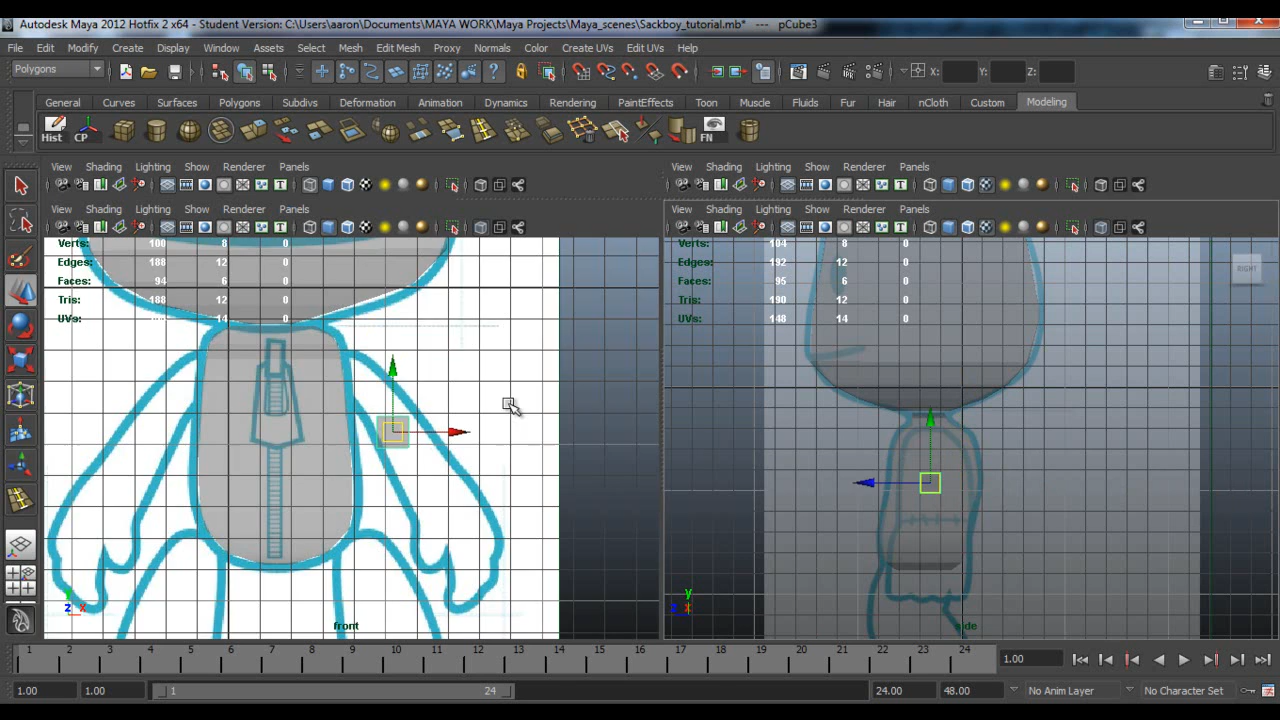 Autodesk Maya 2012 Hotfix 2 x64 - Student Version: C:\Users\aaron\Documents\MAYA WORK\Maya Projects\Maya_scenes\Sackboy_tutorial.mb* --- pCube3
File Edit Modify Create Display Window Assets Select Mesh Edit Mesh Proxy Normals Color Create UVs Edit UVs Help
Polygons X: Y: Z:
General Curves Surfaces Polygons Subdivs Deformation Animation Dynamics Rendering PaintEffects Toon Muscle Fluids Fur Hair nCloth Custom Modeling
Hist CP FN
View Shading Lighting Show Renderer Panels View Shading Lighting Show Renderer Panels
View Shading Lighting Show Renderer Panels View Shading Lighting Show Renderer Panels
Verts: 100 8 0 Verts: 104 8 0
Edges: 188 12 0 Edges: 192 12 0
Faces: 94 6 0 Faces: 95 6 0
Tris: 188 12 0 Tris: 190 12 0
UVs: 14 0 UVs: 148 14 0
RIGHT
y z x y z x
front side
1 2 3 4 5 6 7 8 9 10 11 12 13 14 15 16 17 18 19 20 21 22 23 24 1.00
1.00 1.00 1 24 24.00 48.00 No Anim Layer No Character Set